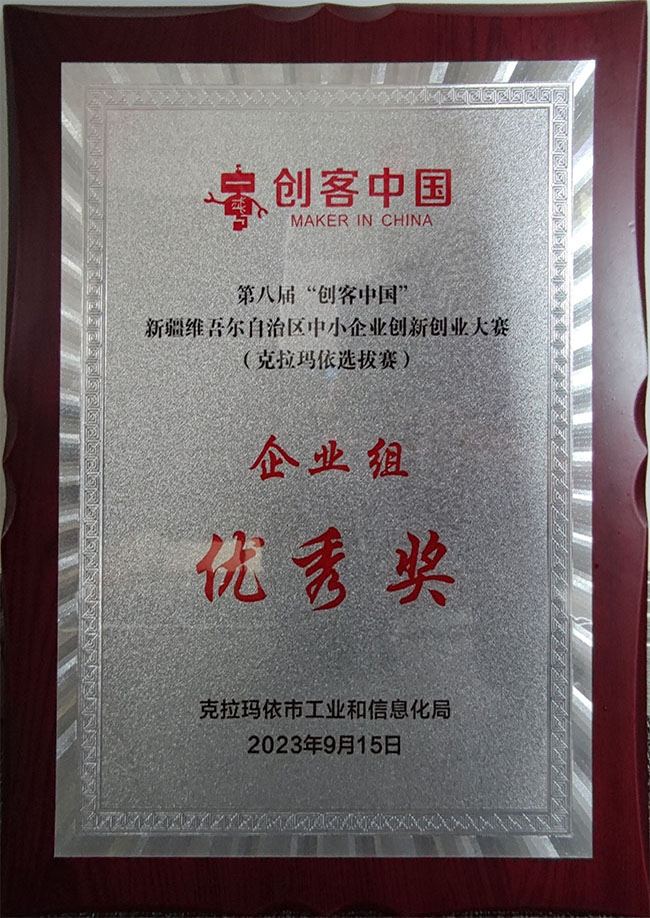 创客中国
MAKER IN CHINA
第八届“创客中国”
新疆维吾尔自治区中小企业创新创业大赛
（克拉玛依选拔赛）
企业组
优秀奖
克拉玛依市工业和信息化局
2023年9月15日